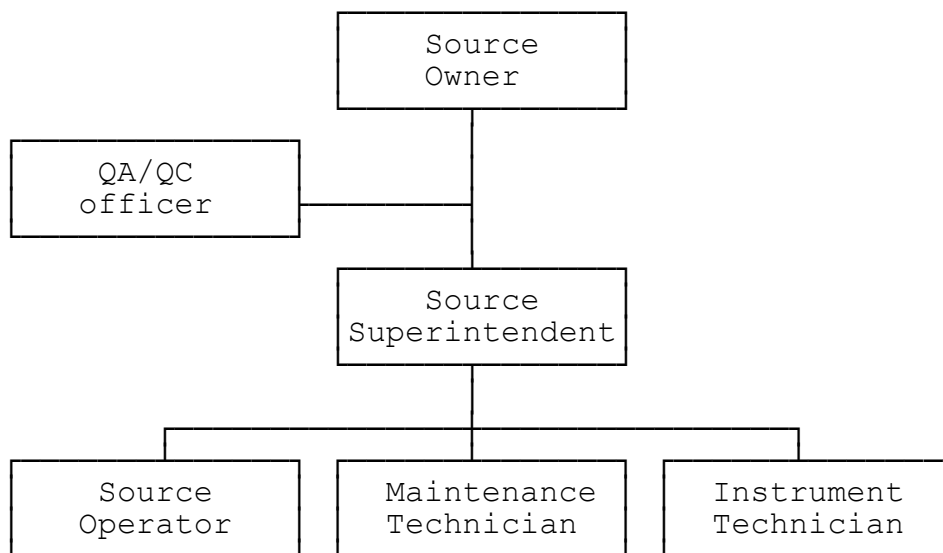 Source
Owner
QA/QC
officer
Source
Superintendent
Source
Operator
Maintenance
Technician
Instrument
Technician